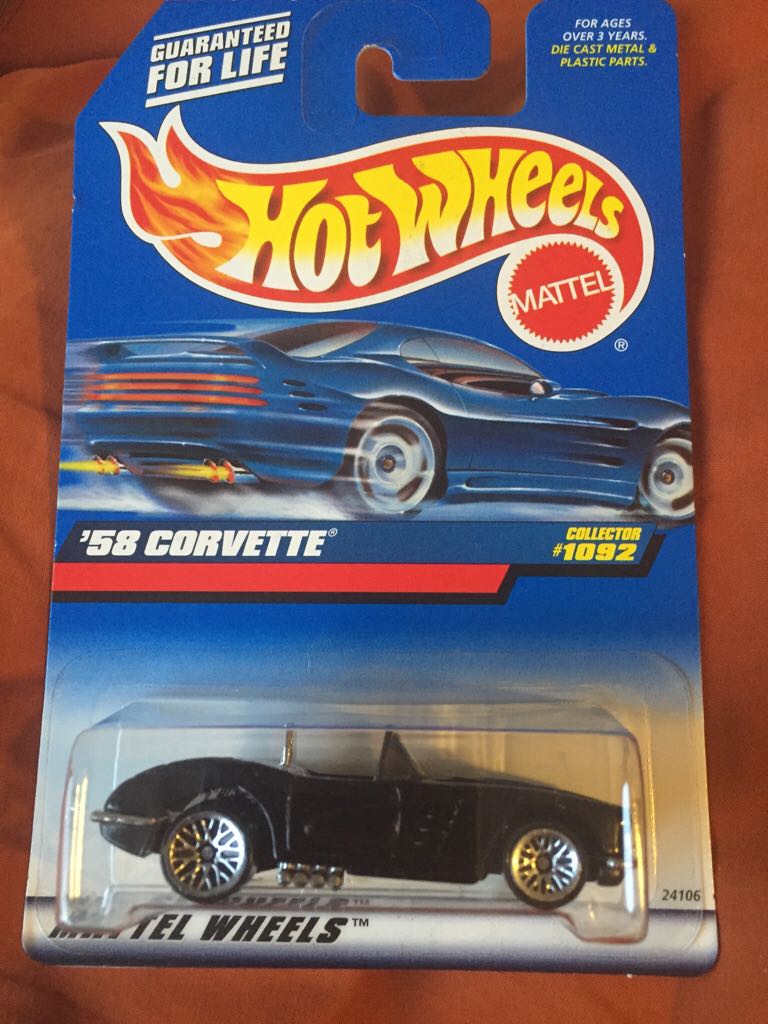 GUARANTEED
FOR LIFE
FOR AGES
OVER 3 YEARS.
DIE CAST METAL &
PLASTIC PARTS.
HOT WHEELS
MATTEL
®
'58 CORVETTE®
COLLECTOR
#1092
24106
MATTEL WHEELS™